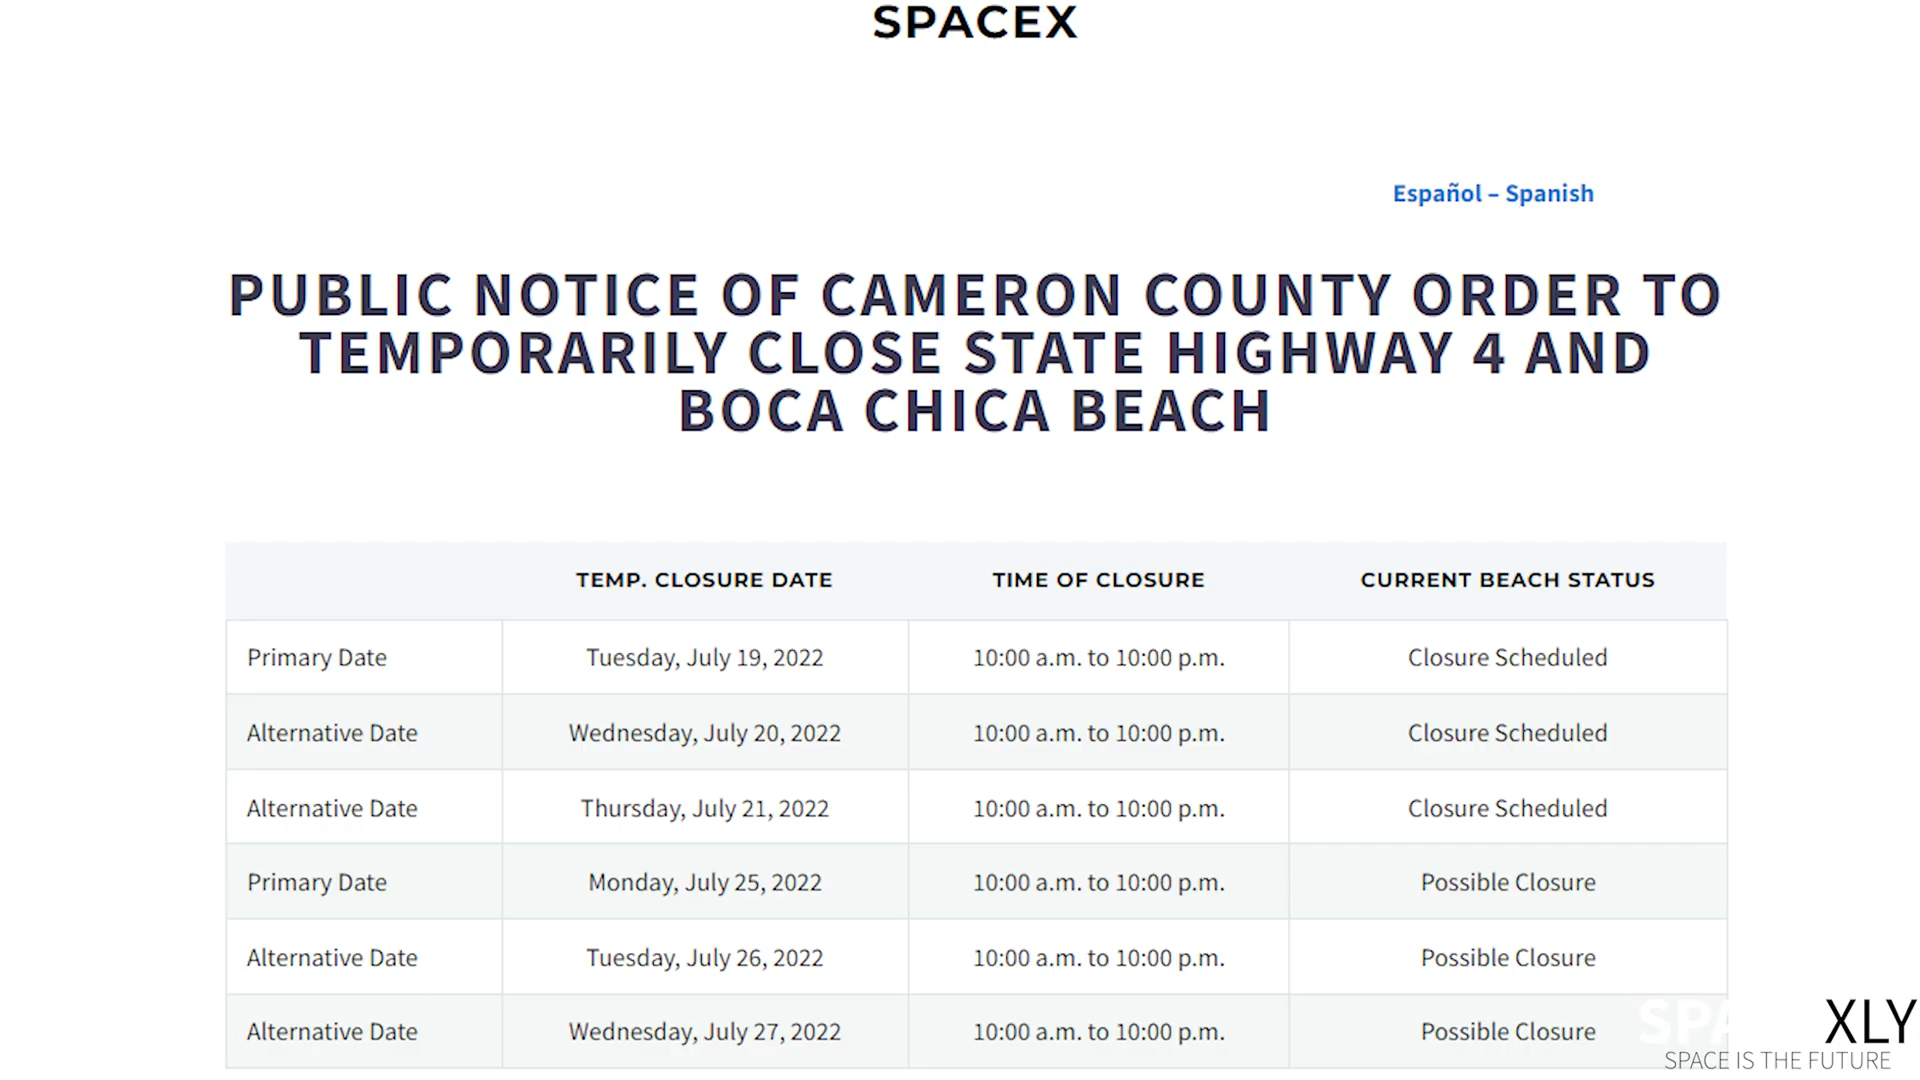 SPACEX
Español – Spanish
PUBLIC NOTICE OF CAMERON COUNTY ORDER TO
TEMPORARILY CLOSE STATE HIGHWAY 4 AND
BOCA CHICA BEACH
TEMP. CLOSURE DATE TIME OF CLOSURE CURRENT BEACH STATUS
Primary Date Tuesday, July 19, 2022 10:00 a.m. to 10:00 p.m. Closure Scheduled
Alternative Date Wednesday, July 20, 2022 10:00 a.m. to 10:00 p.m. Closure Scheduled
Alternative Date Thursday, July 21, 2022 10:00 a.m. to 10:00 p.m. Closure Scheduled
Primary Date Monday, July 25, 2022 10:00 a.m. to 10:00 p.m. Possible Closure
Alternative Date Tuesday, July 26, 2022 10:00 a.m. to 10:00 p.m. Possible Closure
Alternative Date Wednesday, July 27, 2022 10:00 a.m. to 10:00 p.m. Possible Closure
XLY
SPACE IS THE FUTURE